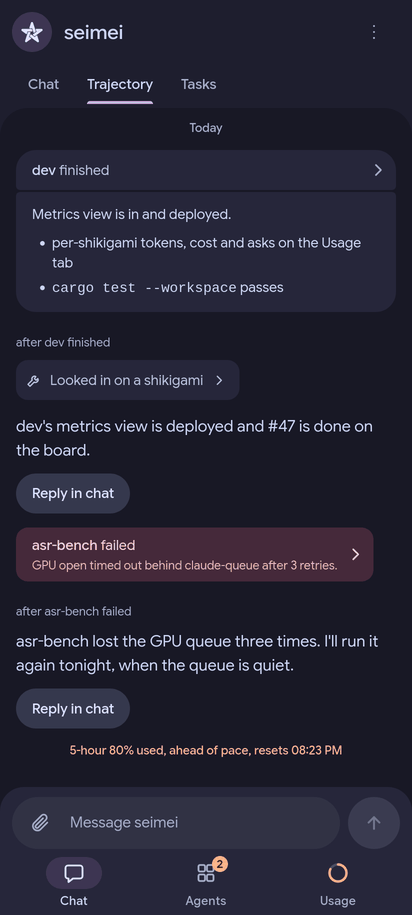 seimei
Chat
Trajectory
Tasks
Today
dev finished
Metrics view is in and deployed.
• per-shikigami tokens, cost and asks on the Usage
tab
• cargo test --workspace passes
after dev finished
Looked in on a shikigami
dev's metrics view is deployed and #47 is done on
the board.
Reply in chat
asr-bench failed
GPU open timed out behind claude-queue after 3 retries.
after asr-bench failed
asr-bench lost the GPU queue three times. I'll run it
again tonight, when the queue is quiet.
Reply in chat
5-hour 80% used, ahead of pace, resets 08:23 PM
Message seimei
2
Chat
Agents
Usage